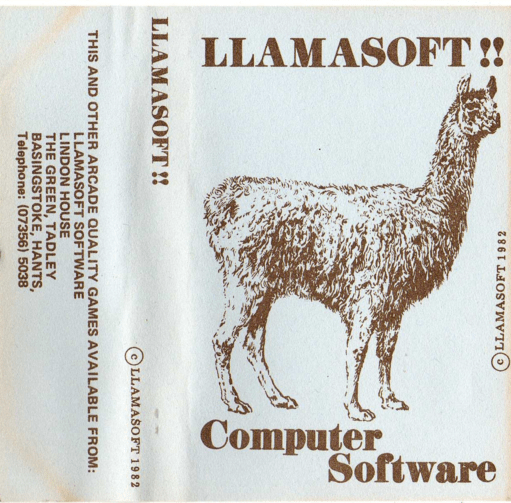 THIS AND OTHER ARCADE QUALITY GAMES AVAILABLE FROM:
LLAMASOFT SOFTWARE
LINDON HOUSE
THE GREEN, TADLEY
BASINGSTOKE, HANTS,
Telephone: (07356) 5038
LLAMASOFT!!
© LLAMASOFT 1982
LLAMASOFT!!
© LLAMASOFT 1982
Computer
Software